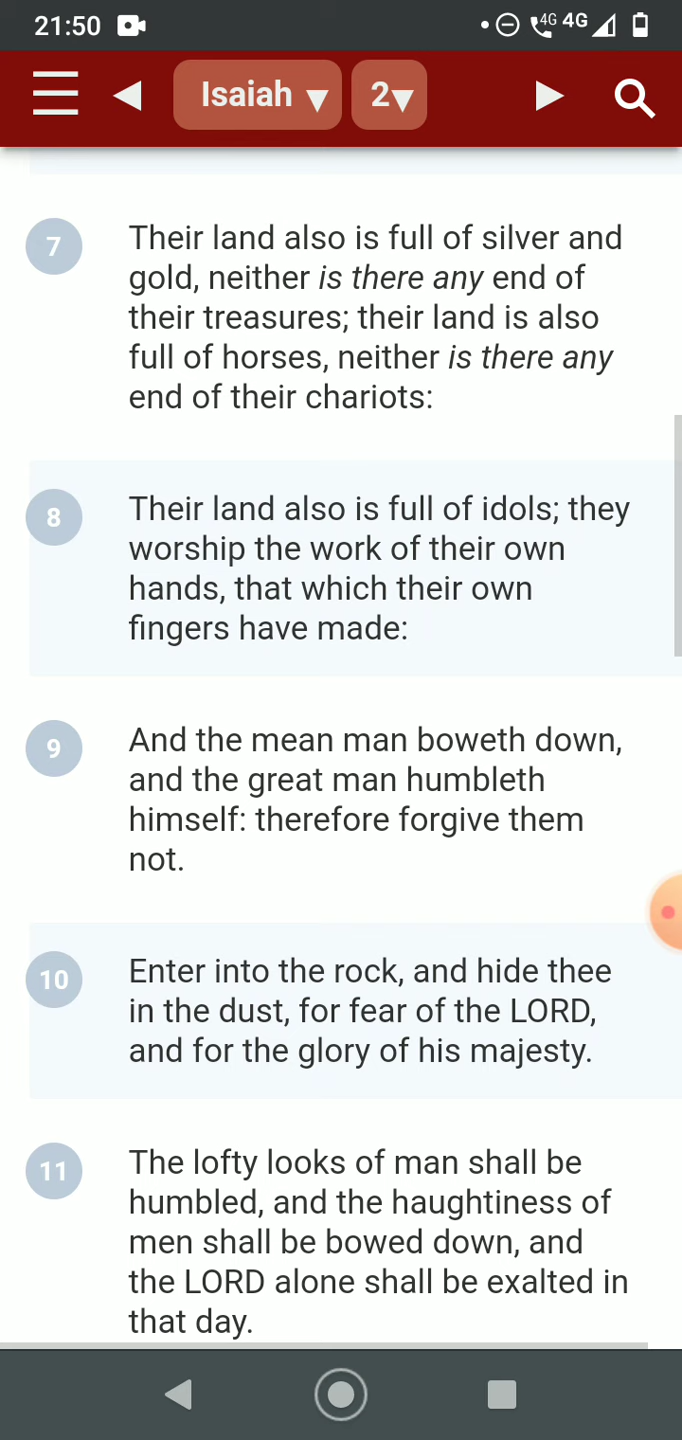 21:50
4G 4G
Isaiah 2
7
Their land also is full of silver and
gold, neither is there any end of
their treasures; their land is also
full of horses, neither is there any
end of their chariots:
8
Their land also is full of idols; they
worship the work of their own
hands, that which their own
fingers have made:
9
And the mean man boweth down,
and the great man humbleth
himself: therefore forgive them
not.
10
Enter into the rock, and hide thee
in the dust, for fear of the LORD,
and for the glory of his majesty.
11
The lofty looks of man shall be
humbled, and the haughtiness of
men shall be bowed down, and
the LORD alone shall be exalted in
that day.